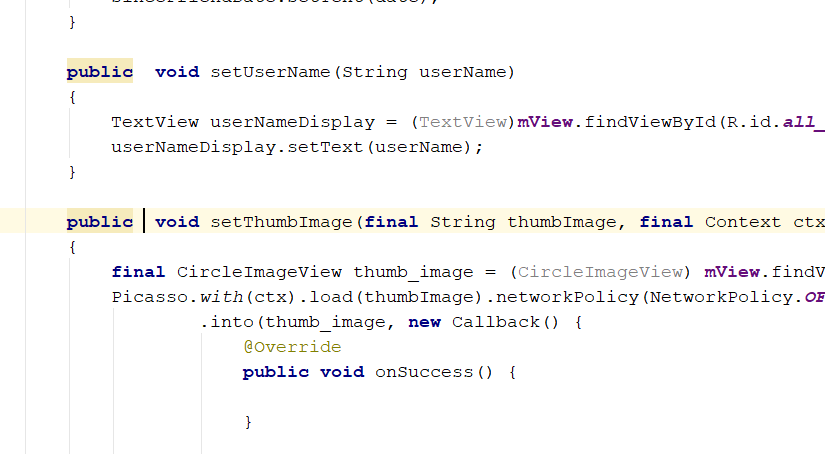 }
public  void setUserName(String userName)
{
TextView userNameDisplay = (TextView)mView.findViewById(R.id.all_
userNameDisplay.setText(userName);
}
public  void setThumbImage(final String thumbImage, final Context ctx
{
final CircleImageView thumb_image = (CircleImageView) mView.findV
Picasso.with(ctx).load(thumbImage).networkPolicy(NetworkPolicy.OF
.into(thumb_image, new Callback() {
@Override
public void onSuccess() {
}